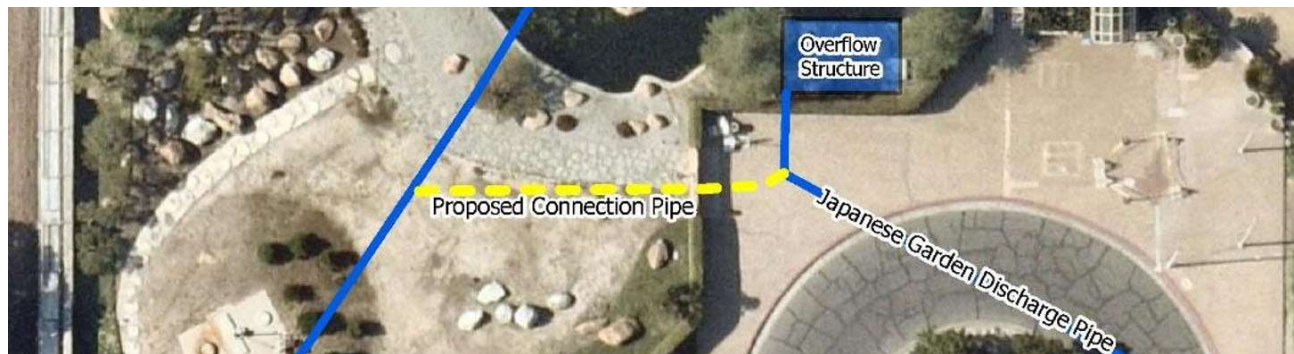 Overflow
Structure
Proposed Connection Pipe
Japanese Garden Discharge Pipe